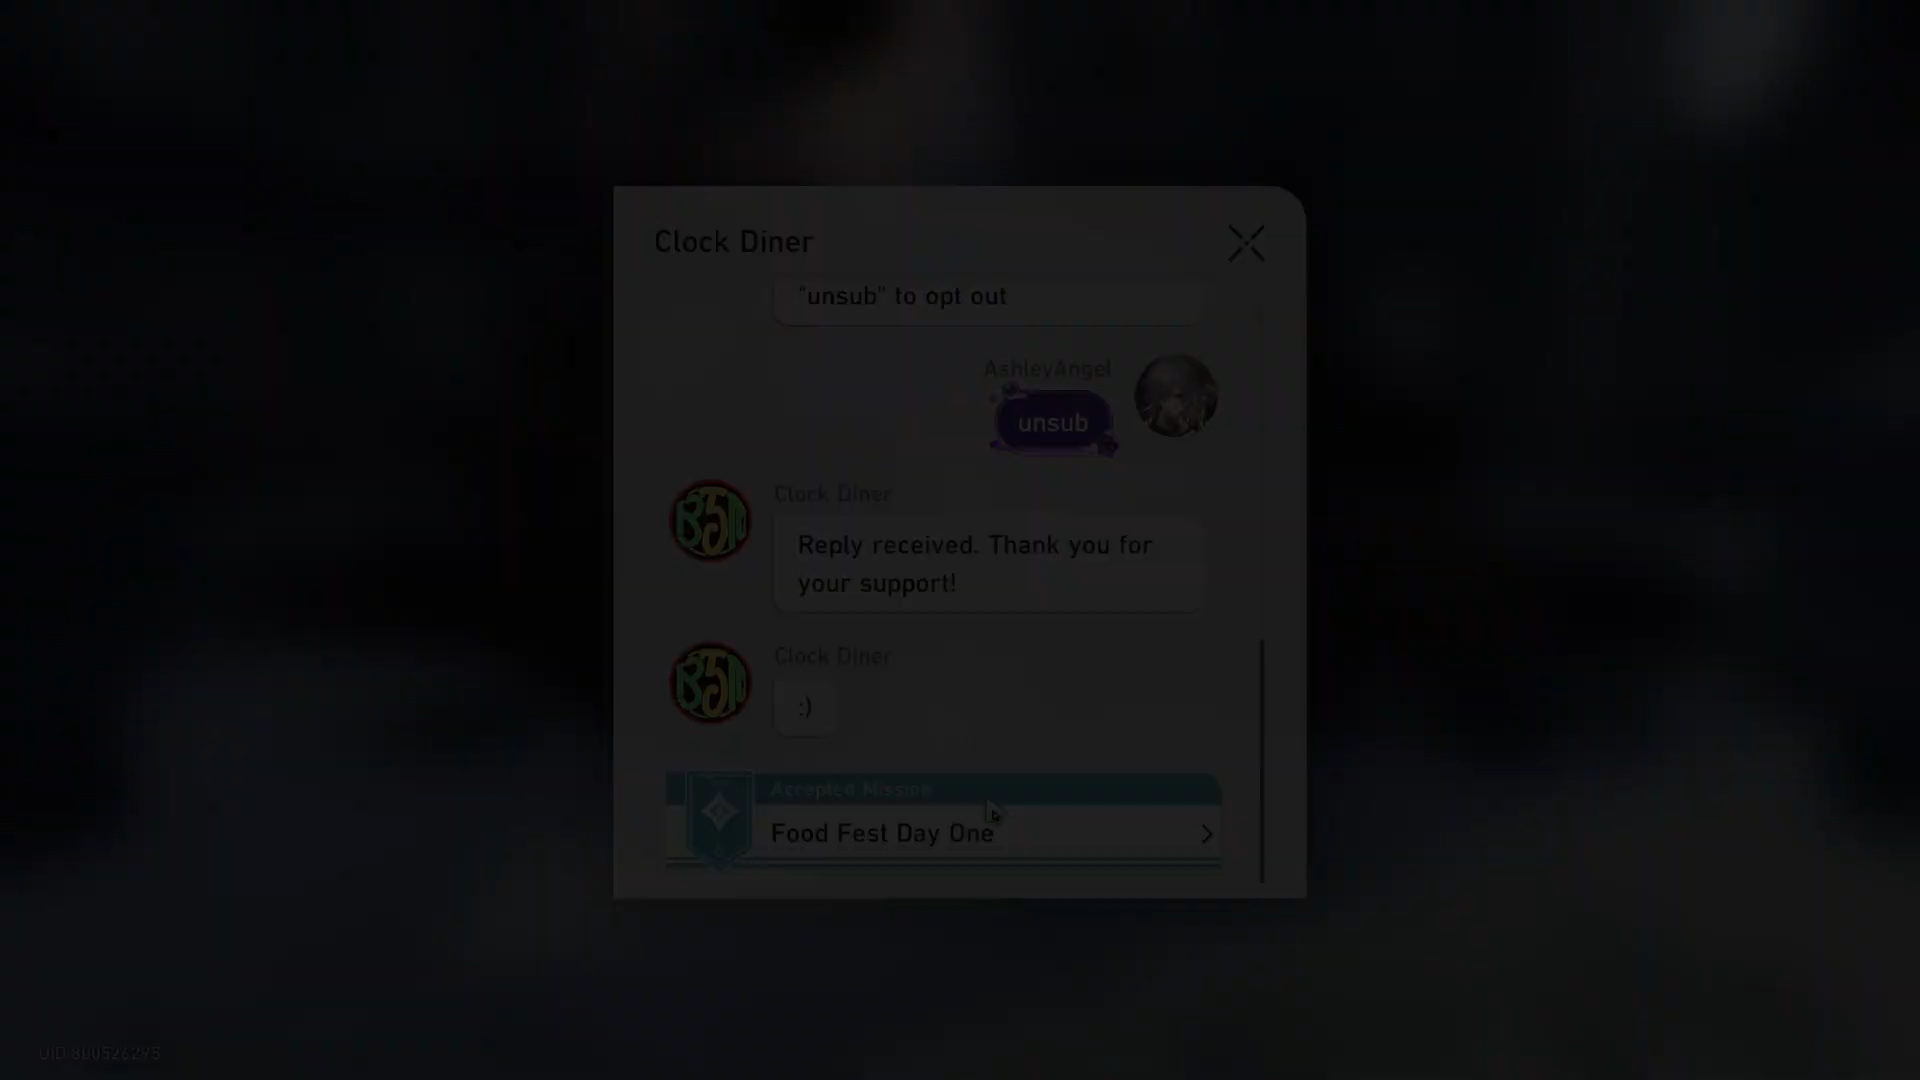 Clock Diner
"unsub" to opt out
AshleyAngel
unsub
Clock Diner
Reply received. Thank you for
your support!
Clock Diner
:)
Accepted Mission
Food Fest Day One
UID 800526295